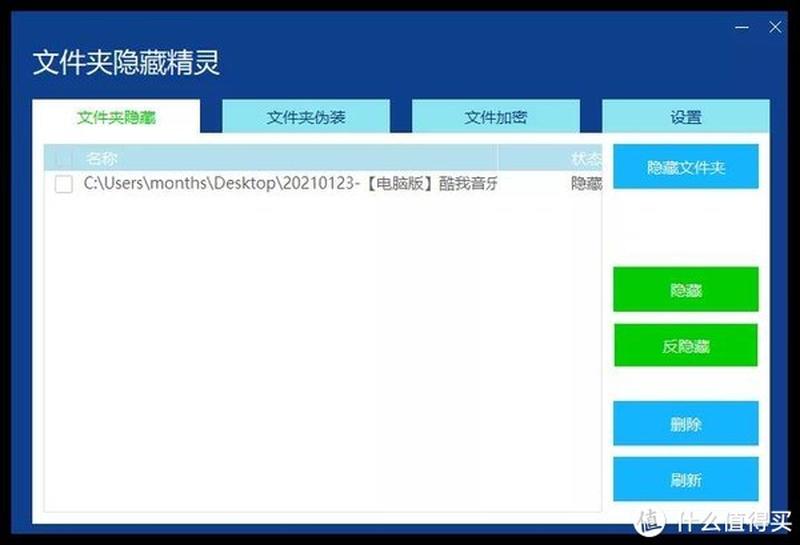 文件夹隐藏精灵
文件夹隐藏
文件夹伪装
文件加密
设置
名称
状态
C:\Users\months\Desktop\20210123-【电脑版】酷我音乐
隐藏
隐藏文件夹
隐藏
反隐藏
删除
刷新
值 什么值得买